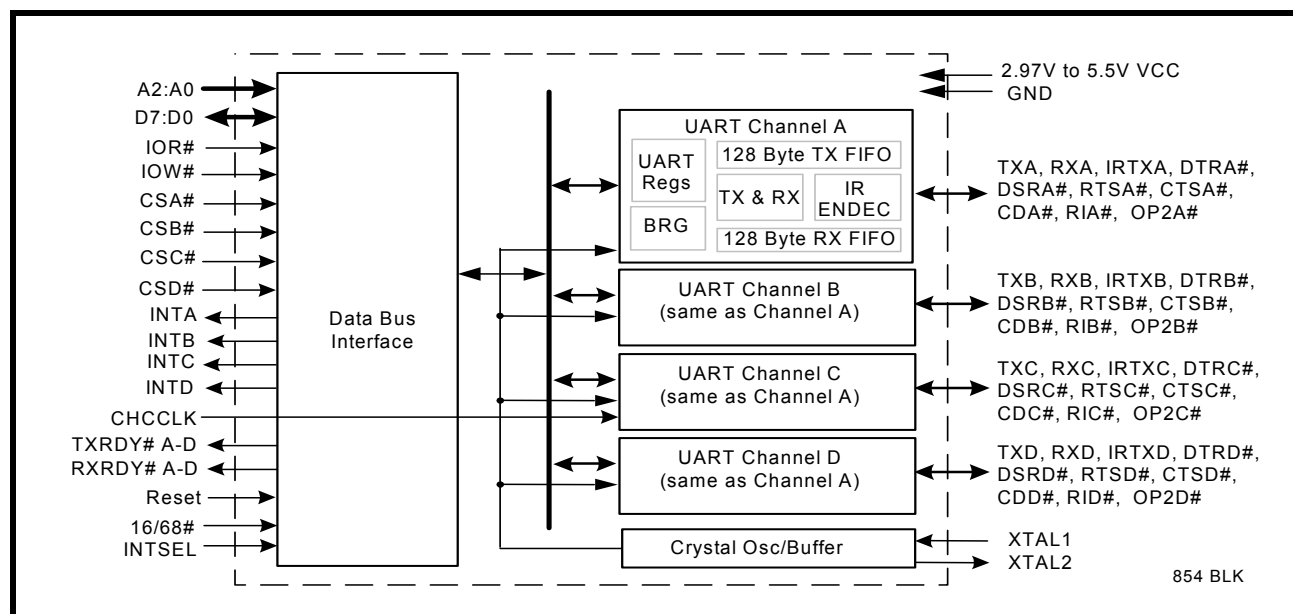 A2:A0
D7:D0
IOR#
IOW#
CSA#
CSB#
CSC#
CSD#
INTA
INTB
INTC
INTD
CHCCLK
TXRDY# A-D
RXRDY# A-D
Reset
16/68#
INTSEL
Data Bus
Interface
UART Channel A
UART
Regs
BRG
128 Byte TX FIFO
TX & RX
IR
ENDEC
128 Byte RX FIFO
UART Channel B
(same as Channel A)
UART Channel C
(same as Channel A)
UART Channel D
(same as Channel A)
Crystal Osc/Buffer
2.97V to 5.5V VCC
GND
TXA, RXA, IRTXA, DTRA#,
DSRA#, RTSA#, CTSA#,
CDA#, RIA#, OP2A#
TXB, RXB, IRTXB, DTRB#,
DSRB#, RTSB#, CTSB#,
CDB#, RIB#, OP2B#
TXC, RXC, IRTXC, DTRC#,
DSRC#, RTSC#, CTSC#,
CDC#, RIC#, OP2C#
TXD, RXD, IRTXD, DTRD#,
DSRD#, RTSD#, CTSD#,
CDD#, RID#, OP2D#
XTAL1
XTAL2
854 BLK